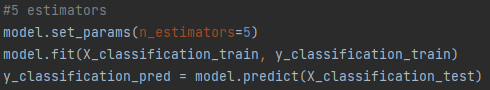 #5 estimators
model.set_params(n_estimators=5)
model.fit(X_classification_train, y_classification_train)
y_classification_pred = model.predict(X_classification_test)